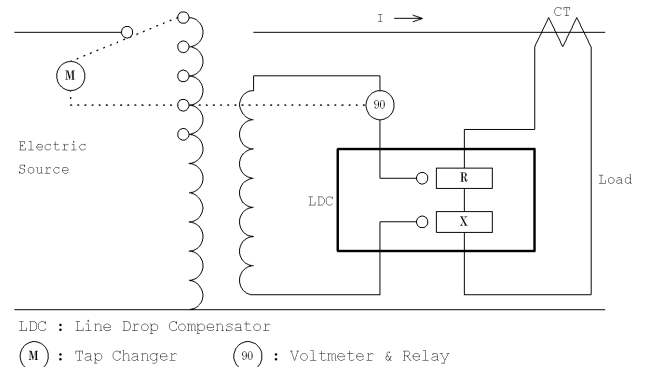 I
CT
M
90
Electric
Source
R
LDC
X
Load
LDC : Line Drop Compensator
M : Tap Changer 90 : Voltmeter & Relay